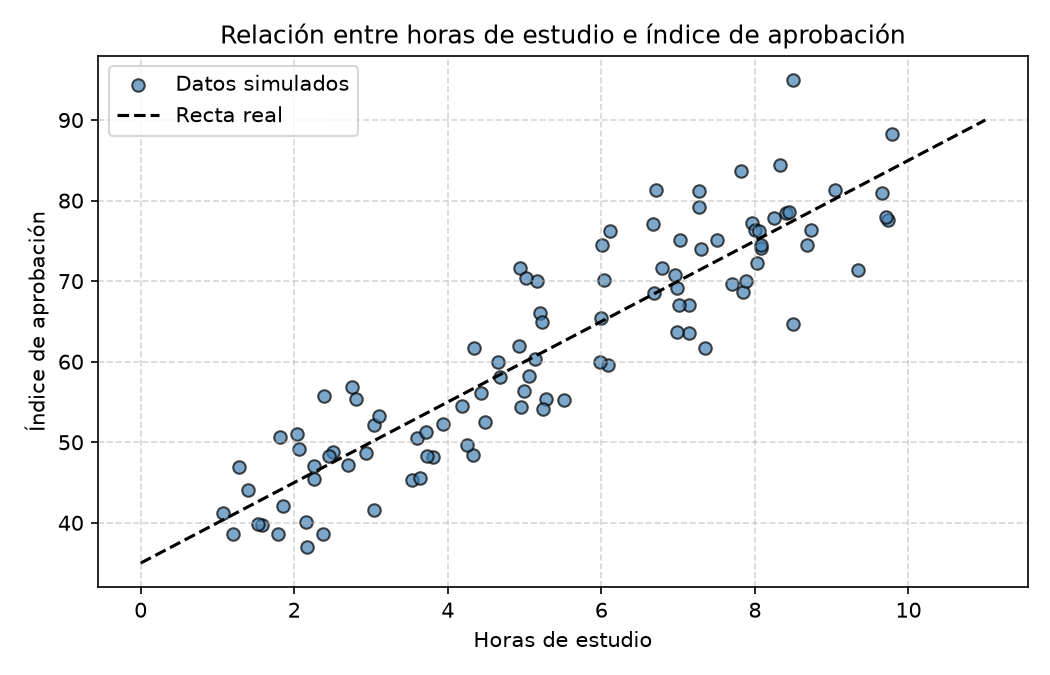 Relación entre horas de estudio e índice de aprobación
Datos simulados
Recta real
Índice de aprobación
90
80
70
60
50
40
0 2 4 6 8 10
Horas de estudio